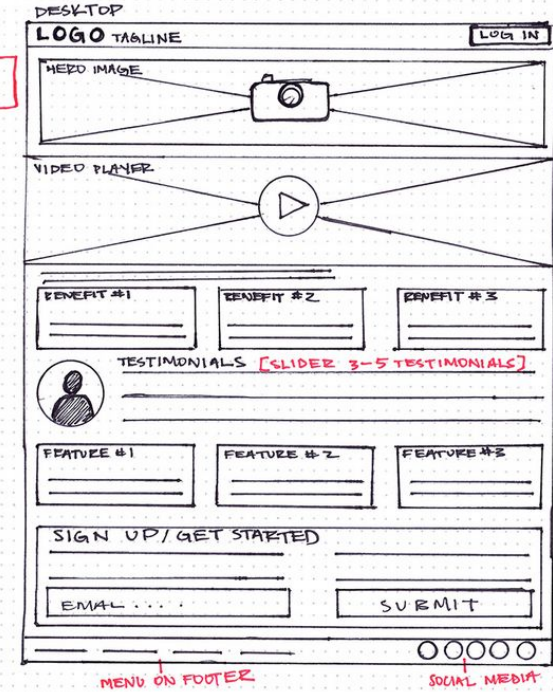 DESKTOP
LOGO TAGLINE LOG IN
HERO IMAGE
VIDEO PLAYER
BENEFIT #1 BENEFIT #2 BENEFIT #3
TESTIMONIALS [SLIDER 3-5 TESTIMONIALS]
FEATURE #1 FEATURE #2 FEATURE #3
SIGN UP/GET STARTED
EMAL .... SUBMIT
MENU ON FOOTER SOCIAL MEDIA